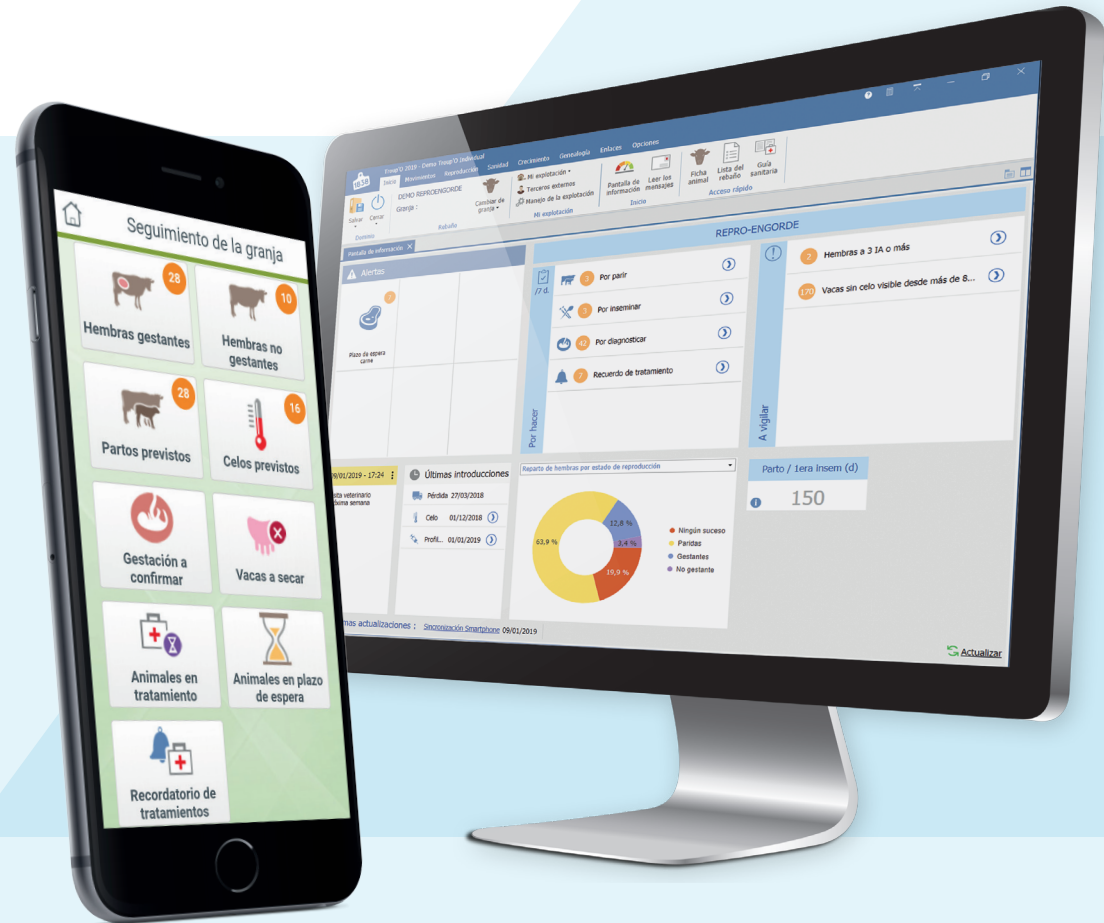 Seguimiento de la granja
28
Hembras gestantes
10
Hembras no
gestantes
28
Partos previstos
16
Celos previstos
Gestación a
confirmar
Vacas a secar
Animales en
tratamiento
Animales en plazo
de espera
Recordatorio de
tratamientos
Inicio Movimientos Reproducción Sanidad Crecimiento Genealogía Enlaces Opciones
Salvar
Cerrar
Dominio
DEMO REPROENGORDE
Granja :
Cambiar de
granja
Rebaño
Mi explotación
Terceros externos
Manejo de la explotación
Mi explotación
Pantalla de
información
Leer los
mensajes
Inicio
Ficha
animal
Lista del
rebaño
Guía
sanitaria
Acceso rápido
Pantalla de información
Alertas
Plazo de espera
carne
REPRO-ENGORDE
/7 d.
Por hacer
3 Por parir
3 Por inseminar
42 Por diagnosticar
2 Recuerdo de tratamiento
A vigilar
2 Hembras a 3 IA o más
170 Vacas sin celo visible desde más de 8...
09/01/2019 - 17:24
veterinario
semana
Últimas introducciones
Pérdida 27/03/2018
Celo 01/12/2018
Profil... 01/01/2019
Reparto de hembras por estado de reproducción
63,9 %
12,8 %
3,4 %
19,9 %
Ningún suceso
Paridas
Gestantes
No gestante
Parto / 1era insem (d)
150
actualizaciones : Sincronización Smartphone 09/01/2019
Actualizar